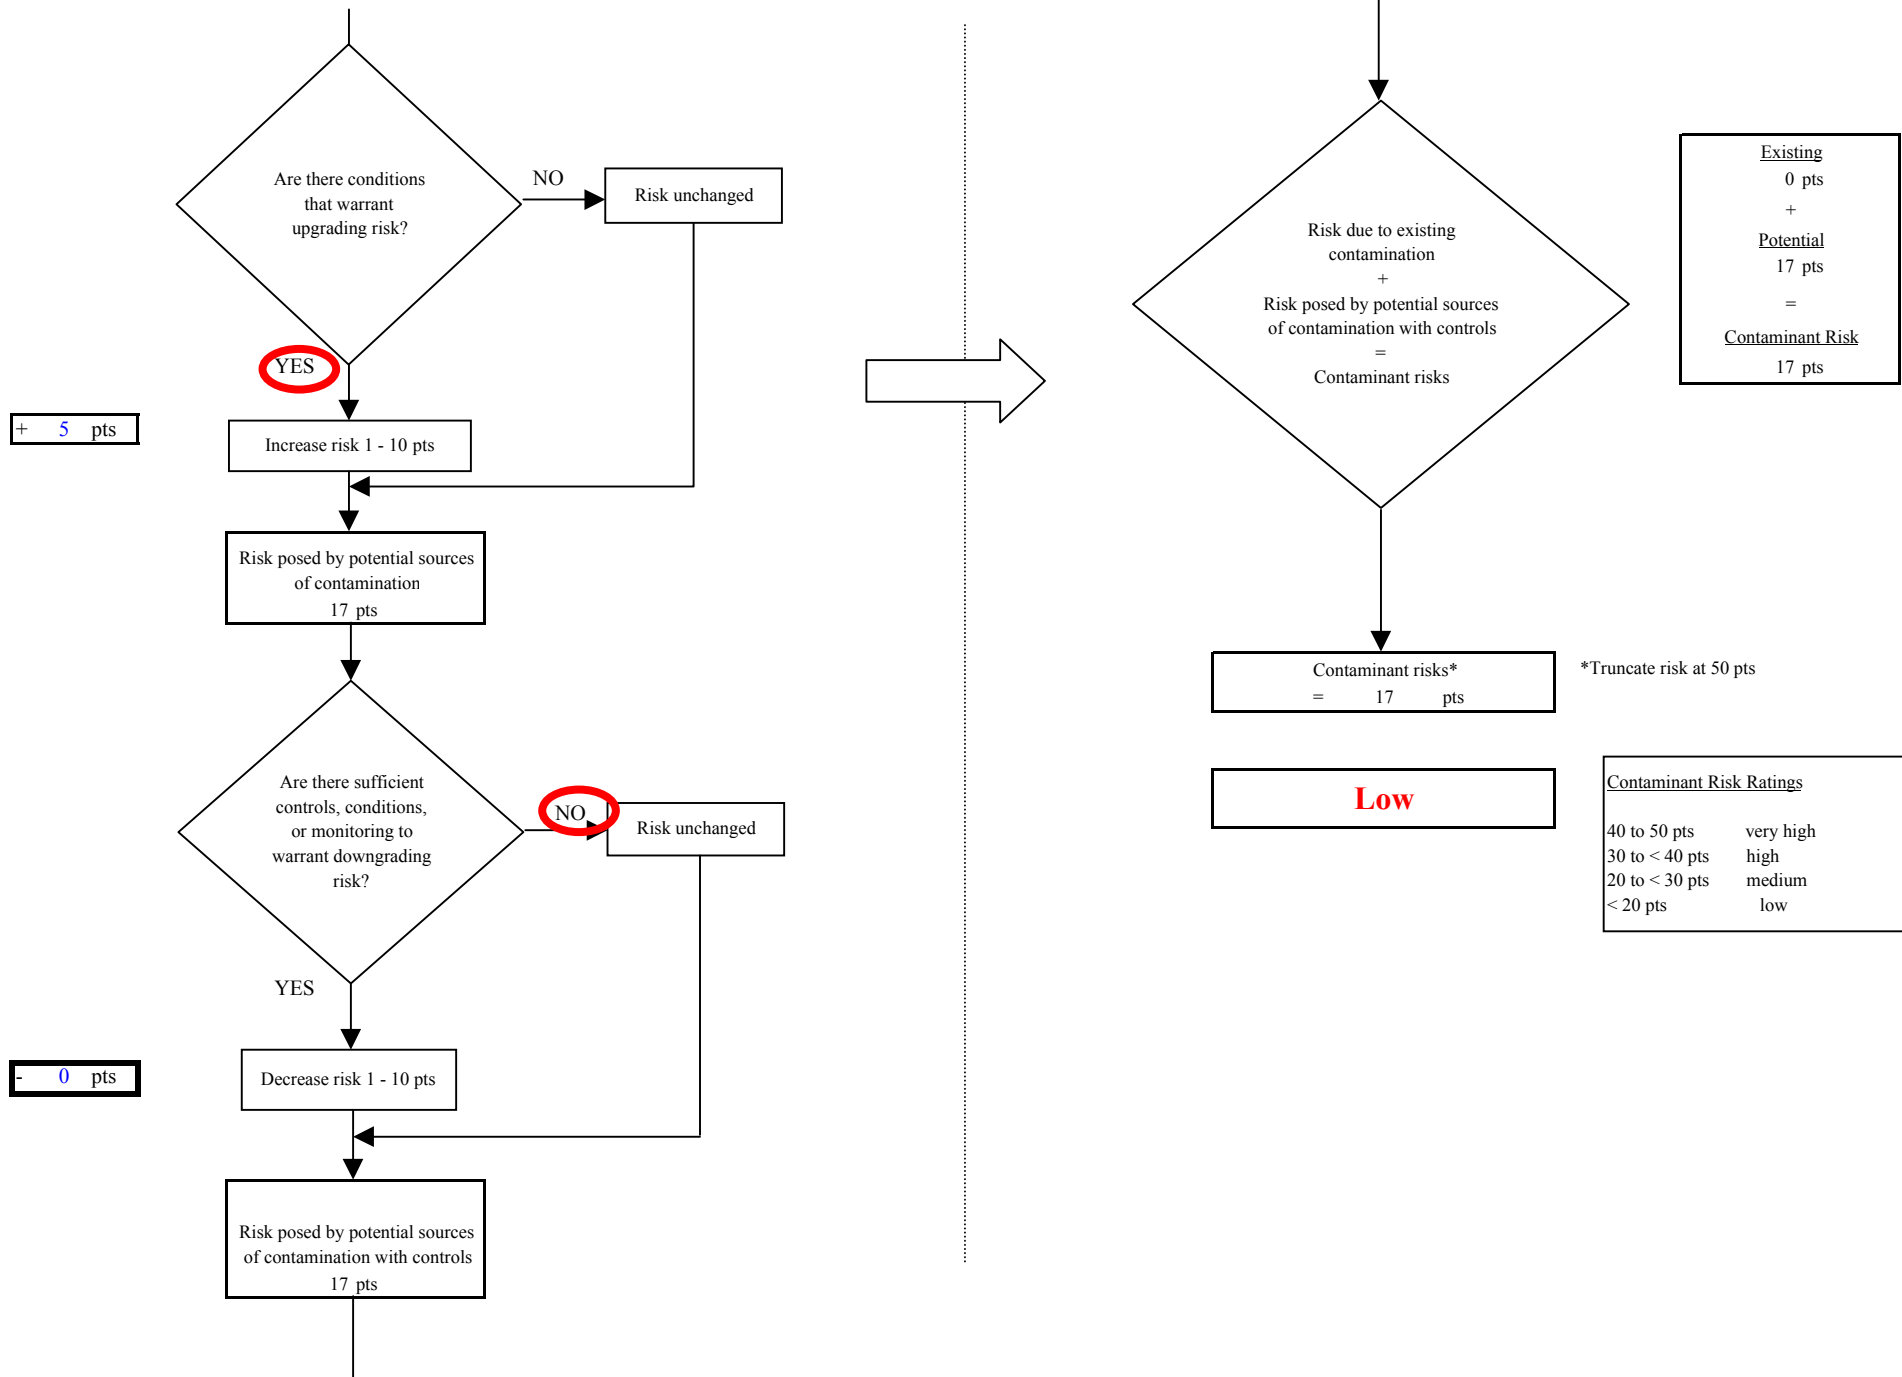 Are there conditions
that warrant
upgrading risk?
NO
Risk unchanged
YES
+ 5 pts
Increase risk 1 - 10 pts
Risk posed by potential sources
of contamination
17 pts
Are there sufficient
controls, conditions,
or monitoring to
warrant downgrading
risk?
NO
Risk unchanged
YES
- 0 pts
Decrease risk 1 - 10 pts
Risk posed by potential sources
of contamination with controls
17 pts
Risk due to existing
contamination
+
Risk posed by potential sources
of contamination with controls
=
Contaminant risks
Existing
0 pts
+
Potential
17 pts
=
Contaminant Risk
17 pts
Contaminant risks*
= 17 pts
*Truncate risk at 50 pts
Low
Contaminant Risk Ratings
40 to 50 pts very high
30 to < 40 pts high
20 to < 30 pts medium
< 20 pts low